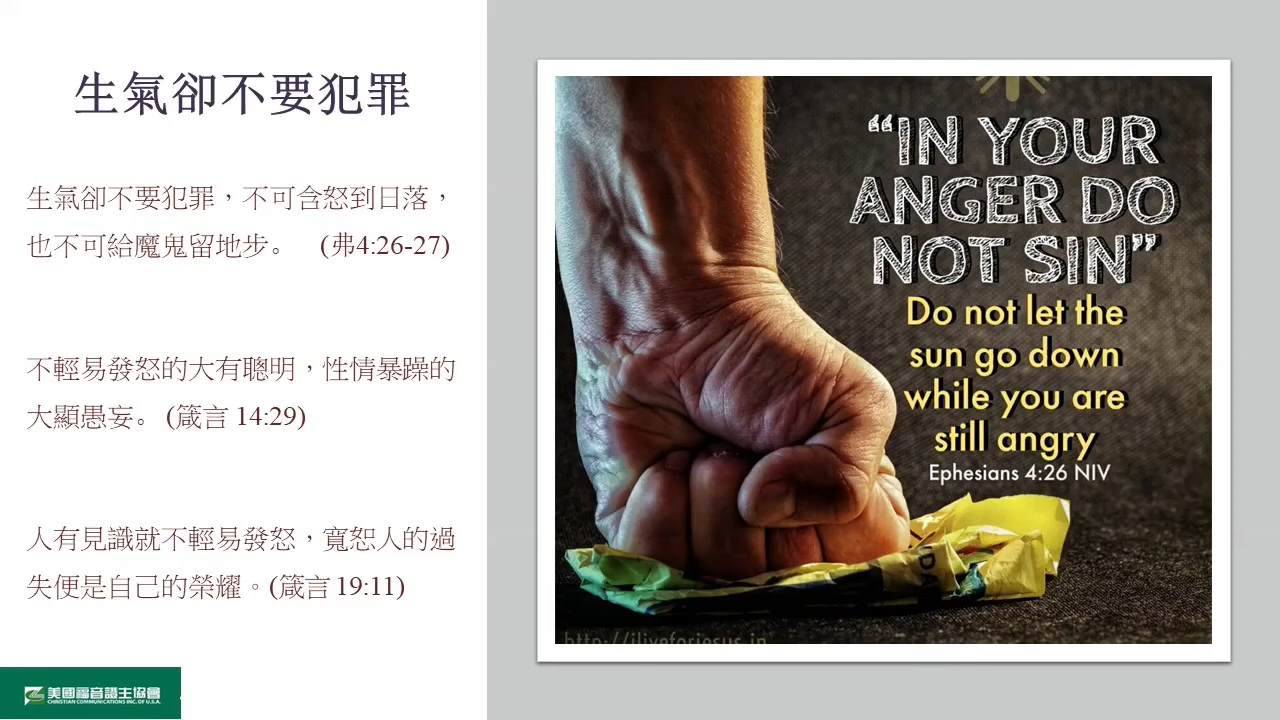 生氣卻不要犯罪
生氣卻不要犯罪，不可含怒到日落，
也不可給魔鬼留地步。 (弗4:26-27)
不輕易發怒的大有聰明，性情暴躁的
大顯愚妄。 (箴言 14:29)
人有見識就不輕易發怒，寬恕人的過
失便是自己的榮耀。(箴言 19:11)
美國福音證主協會
CHRISTIAN COMMUNICATIONS INC. OF U.S.A.
“IN YOUR
ANGER DO
NOT SIN”
Do not let the
sun go down
while you are
still angry
Ephesians 4:26 NIV
http://iliveforjesus.in